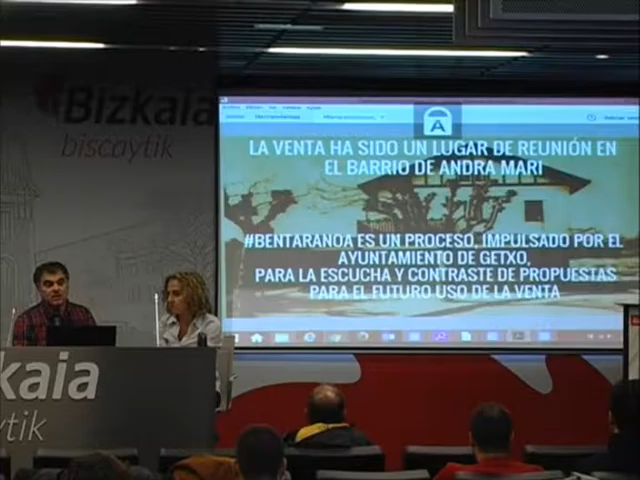 Bizkaia
biscaytik
A
LA VENTA HA SIDO UN LUGAR DE REUNIÓN EN
EL BARRIO DE ANDRA MARI
#BENTARANOA ES UN PROCESO, IMPULSADO POR EL
AYUNTAMIENTO DE GETXO,
PARA LA ESCUCHA Y CONTRASTE DE PROPUESTAS
PARA EL FUTURO USO DE LA VENTA
kaia
ytik